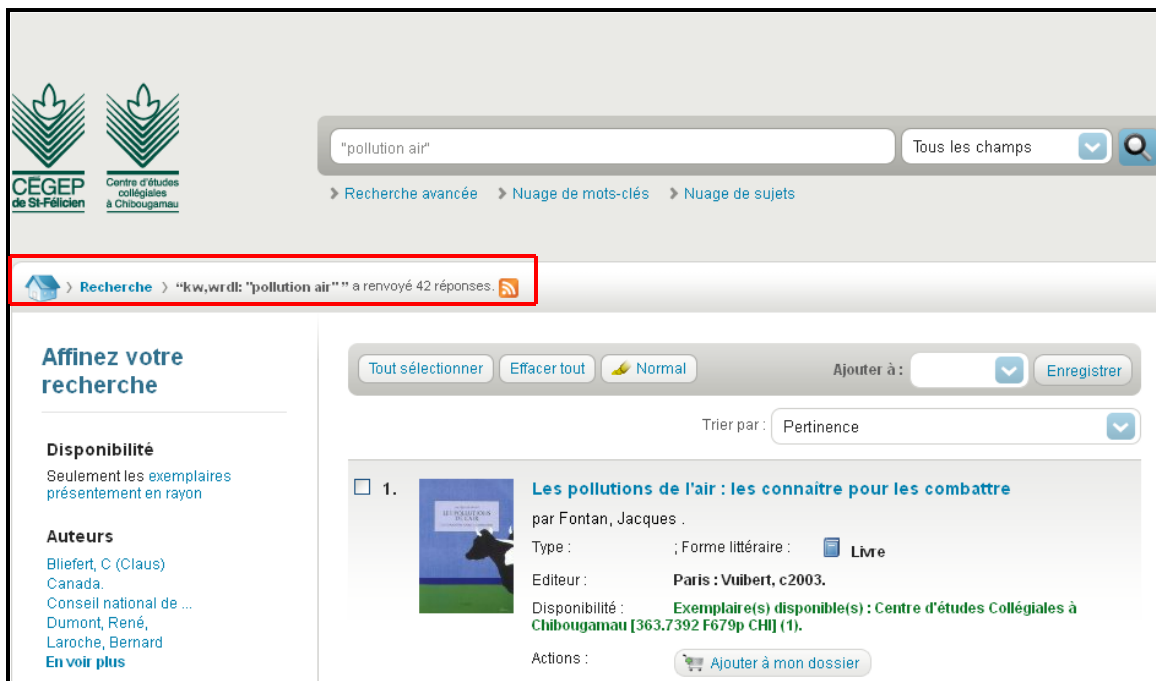 CÉGEP
de St-Félicien
Centre d'études
collégiales
à Chibougamau
"pollution air"
Tous les champs
Recherche avancée
Nuage de mots-clés
Nuage de sujets
Recherche
“kw,wrdl: "pollution air" ” a renvoyé 42 réponses.
Affinez votre
recherche
Disponibilité
Seulement les exemplaires
présentement en rayon
Auteurs
Bliefert, C (Claus)
Canada.
Conseil national de ...
Dumont, René,
Laroche, Bernard
En voir plus
Tout sélectionner
Effacer tout
Normal
Ajouter à :
Enregistrer
Trier par :
Pertinence
1.
LES POLLUTIONS
DE L'AIR
Les pollutions de l'air : les connaître pour les combattre
par Fontan, Jacques .
Type : ; Forme littéraire : Livre
Editeur : Paris : Vuibert, c2003.
Disponibilité : Exemplaire(s) disponible(s) : Centre d'études Collégiales à
Chibougamau [363.7392 F679p CHI] (1).
Actions : Ajouter à mon dossier